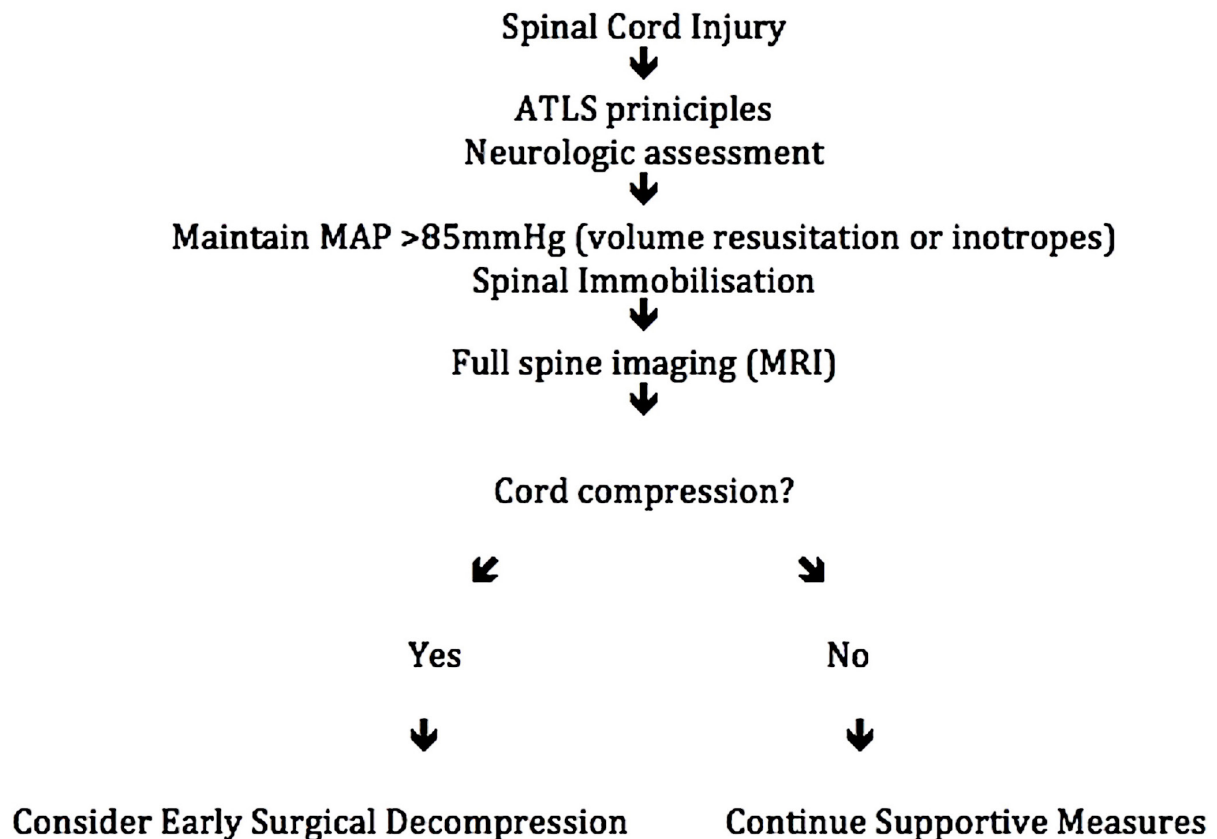 Spinal Cord Injury
ATLS priniciples
Neurologic assessment
Maintain MAP >85mmHg (volume resusitation or inotropes)
Spinal Immobilisation
Full spine imaging (MRI)
Cord compression?
Yes
No
Consider Early Surgical Decompression
Continue Supportive Measures